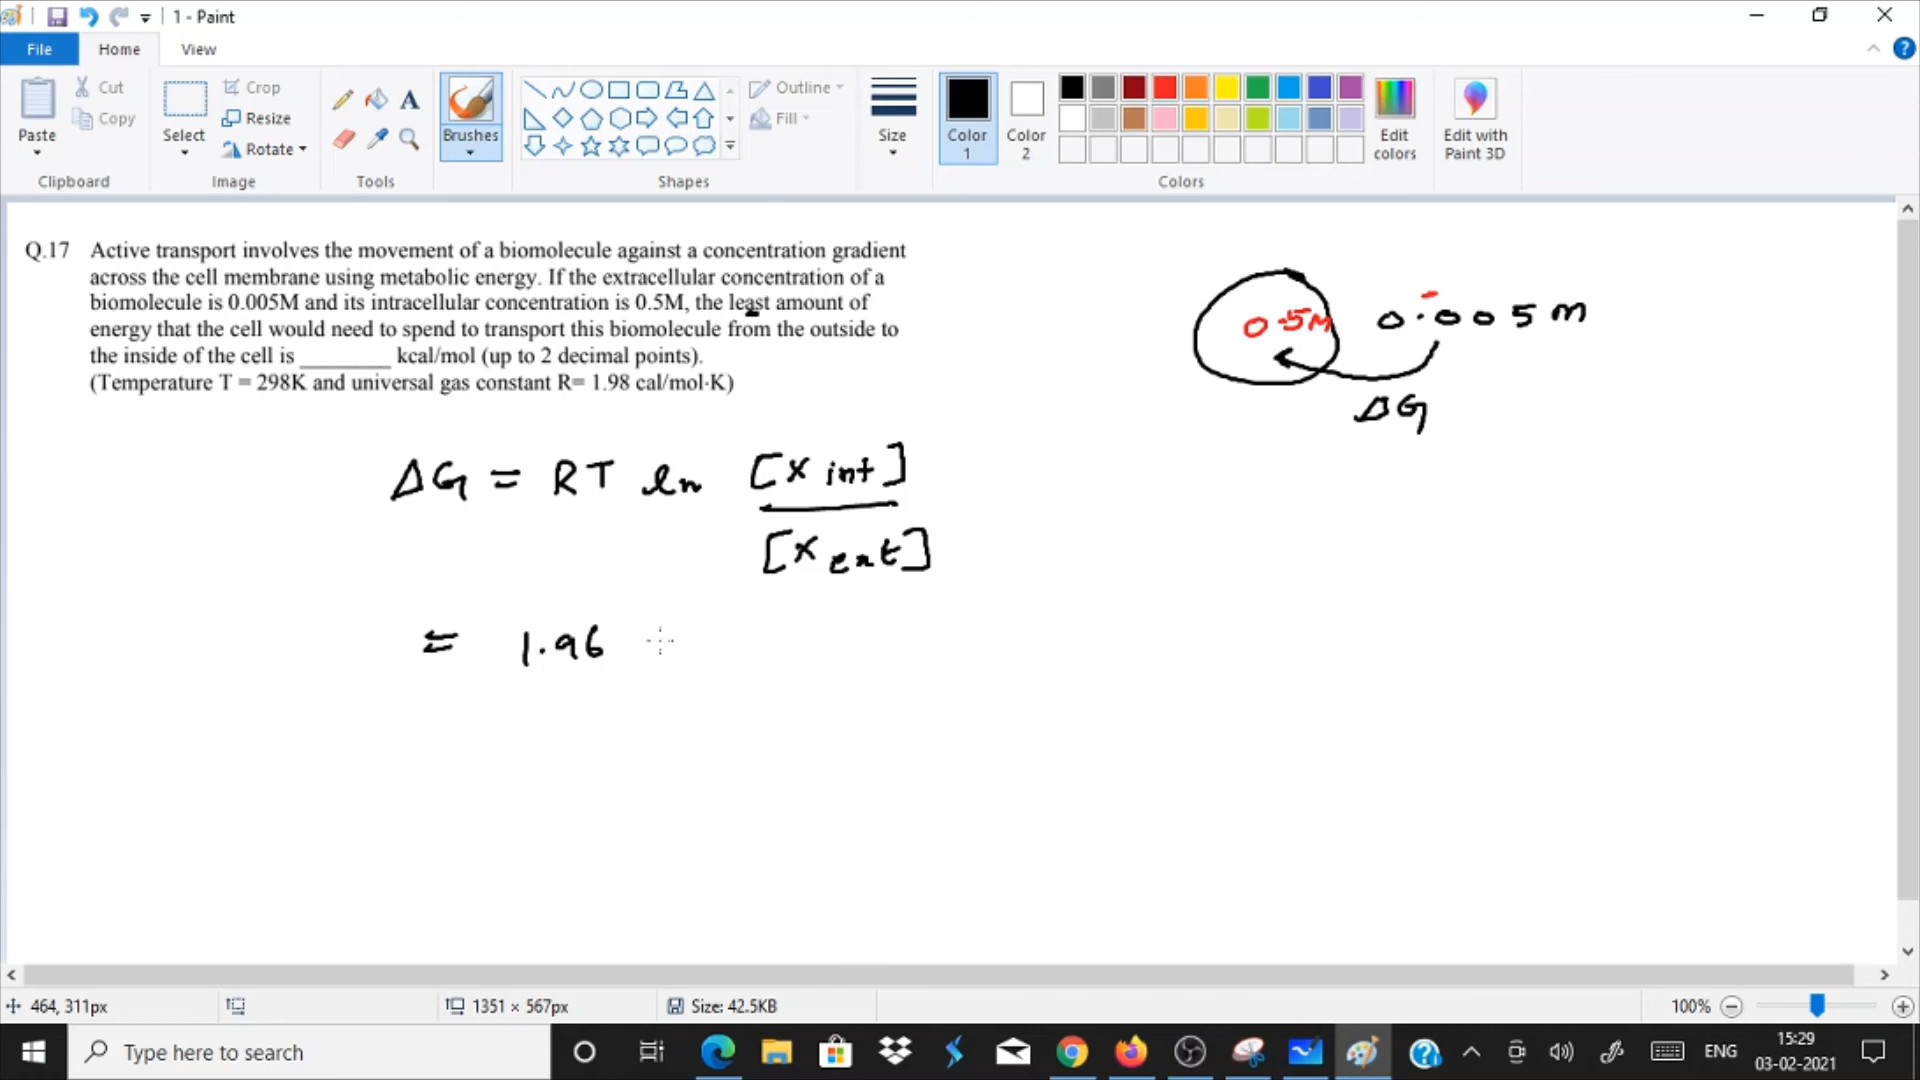 1 - Paint
File Home View
Paste
Cut
Copy
Clipboard
Select
Crop
Resize
Rotate
Image
Tools
Brushes
Shapes
Outline
Fill
Size
Color 1
Color 2
Colors
Edit colors
Edit with Paint 3D
Q.17 Active transport involves the movement of a biomolecule against a concentration gradient
across the cell membrane using metabolic energy. If the extracellular concentration of a
biomolecule is 0.005M and its intracellular concentration is 0.5M, the least amount of
energy that the cell would need to spend to transport this biomolecule from the outside to
the inside of the cell is ________ kcal/mol (up to 2 decimal points).
(Temperature T = 298K and universal gas constant R= 1.98 cal/mol·K)
0.5M 0.005 m
ΔG
ΔG = RT ln [x int]
[x ext]
= 1.96
464, 311px
1351 × 567px
Size: 42.5KB
100%
Type here to search
ENG
15:29
03-02-2021